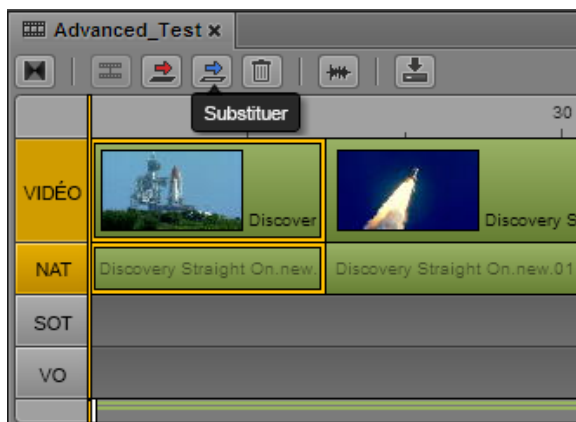 Advanced_Test x
Substituer
30
VIDÉO
Discover
Discovery S
NAT
Discovery Straight On.new.
Discovery Straight On.new.01
SOT
VO